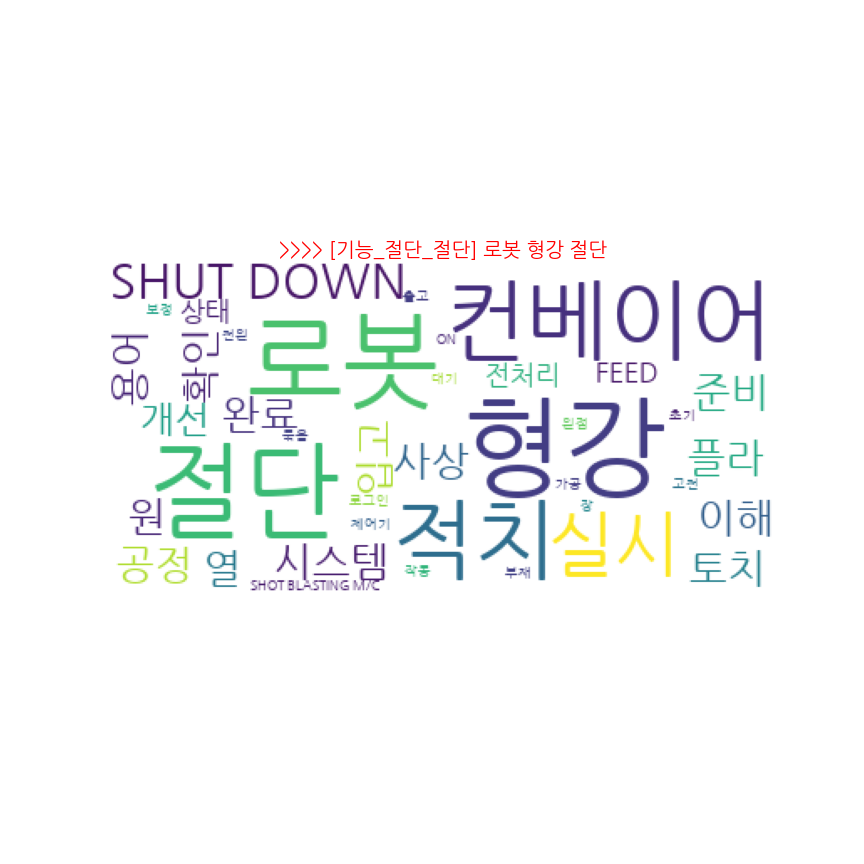 >>>> [기능_절단_절단] 로봇 형강 절단
SHUT DOWN
출고
컨베이어
보정
상태
로봇
전원
ON
용어
확인
대기
전처리
FEED
준비
개선
완료
묶음
형강
초기
원점
입고
사상
플라
절단
가공
고전
로그인
원
제어기
적치
장
실시
이해
공정
열
시스템
작동
부재
토치
SHOT BLASTING M/C